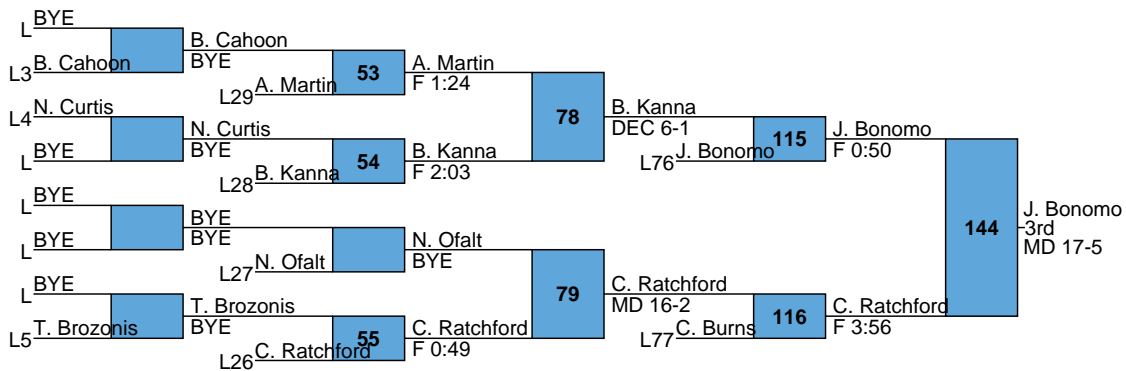 L BYE
L3 B. Cahoon
B. Cahoon
BYE
L29 A. Martin
53
A. Martin
F 1:24
L4 N. Curtis
L BYE
N. Curtis
BYE
L28 B. Kanna
54
B. Kanna
F 2:03
78
B. Kanna
DEC 6-1
L76 J. Bonomo
115
J. Bonomo
F 0:50
L BYE
L BYE
BYE
BYE
L27 N. Ofalt
N. Ofalt
BYE
L BYE
L5 T. Brozonis
T. Brozonis
BYE
L26 C. Ratchford
55
C. Ratchford
F 0:49
79
C. Ratchford
MD 16-2
L77 C. Burns
116
C. Ratchford
F 3:56
144
J. Bonomo
3rd
MD 17-5